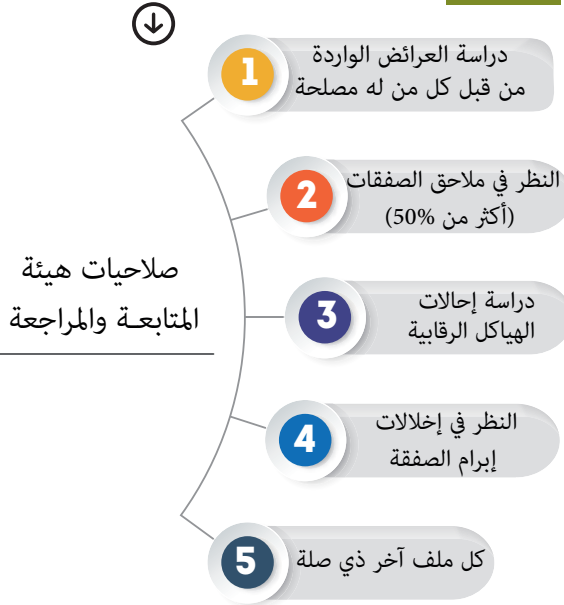 1
دراسة العرائض الواردة
من قبل كل من له مصلحة
2
النظر في ملاحق الصفقات
(أكثر من 50%)
صلاحيات هيئة
المتابعـة والمراجعة
3
دراسة إحالات
الهياكل الرقابية
4
النظر في إخلالات
إبرام الصفقة
5
كل ملف آخر ذي صلة